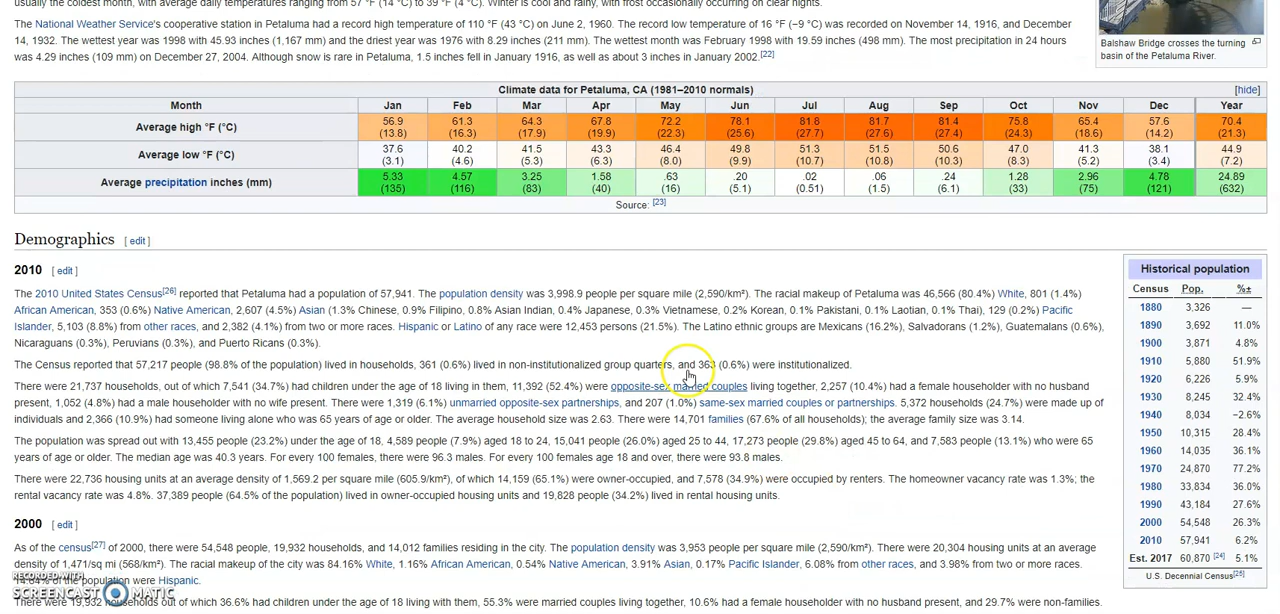 usually the coldest month, with average daily temperatures ranging from 57 °F (14 °C) to 39 °F (4 °C). Winter is cool and rainy, with frost occasionally occurring on clear nights.
The National Weather Service's cooperative station in Petaluma had a record high temperature of 110 °F (43 °C) on June 2, 1960. The record low temperature of 16 °F (−9 °C) was recorded on November 14, 1916, and December
14, 1932. The wettest year was 1998 with 45.93 inches (1,167 mm) and the driest year was 1976 with 8.29 inches (211 mm). The wettest month was February 1998 with 19.59 inches (498 mm). The most precipitation in 24 hours
was 4.29 inches (109 mm) on December 27, 2004. Although snow is rare in Petaluma, 1.5 inches fell in January 1916, as well as about 3 inches in January 2002.[22]
Balshaw Bridge crosses the turning
basin of the Petaluma River.
Climate data for Petaluma, CA (1981–2010 normals) [hide]
Month Jan Feb Mar Apr May Jun Jul Aug Sep Oct Nov Dec Year
Average high °F (°C) 56.9 61.3 64.3 67.8 72.2 78.1 81.8 81.7 81.4 75.8 65.4 57.6 70.4
(13.8) (16.3) (17.9) (19.9) (22.3) (25.6) (27.7) (27.6) (27.4) (24.3) (18.6) (14.2) (21.3)
Average low °F (°C) 37.6 40.2 41.5 43.3 46.4 49.8 51.3 51.5 50.6 47.0 41.3 38.1 44.9
(3.1) (4.6) (5.3) (6.3) (8.0) (9.9) (10.7) (10.8) (10.3) (8.3) (5.2) (3.4) (7.2)
Average precipitation inches (mm) 5.33 4.57 3.25 1.58 .63 .20 .02 .06 .24 1.28 2.96 4.78 24.89
(135) (116) (83) (40) (16) (5.1) (0.51) (1.5) (6.1) (33) (75) (121) (632)
Source: [23]
Demographics [ edit ]
2010 [ edit ]
The 2010 United States Census[26] reported that Petaluma had a population of 57,941. The population density was 3,998.9 people per square mile (2,590/km²). The racial makeup of Petaluma was 46,566 (80.4%) White, 801 (1.4%)
African American, 353 (0.6%) Native American, 2,607 (4.5%) Asian (1.3% Chinese, 0.9% Filipino, 0.8% Asian Indian, 0.4% Japanese, 0.3% Vietnamese, 0.2% Korean, 0.1% Pakistani, 0.1% Laotian, 0.1% Thai), 129 (0.2%) Pacific
Islander, 5,103 (8.8%) from other races, and 2,382 (4.1%) from two or more races. Hispanic or Latino of any race were 12,453 persons (21.5%). The Latino ethnic groups are Mexicans (16.2%), Salvadorans (1.2%), Guatemalans (0.6%),
Nicaraguans (0.3%), Peruvians (0.3%), and Puerto Ricans (0.3%).
The Census reported that 57,217 people (98.8% of the population) lived in households, 361 (0.6%) lived in non-institutionalized group quarters, and 363 (0.6%) were institutionalized.
There were 21,737 households, out of which 7,541 (34.7%) had children under the age of 18 living in them, 11,392 (52.4%) were opposite-sex married couples living together, 2,257 (10.4%) had a female householder with no husband
present, 1,052 (4.8%) had a male householder with no wife present. There were 1,319 (6.1%) unmarried opposite-sex partnerships, and 207 (1.0%) same-sex married couples or partnerships. 5,372 households (24.7%) were made up of
individuals and 2,366 (10.9%) had someone living alone who was 65 years of age or older. The average household size was 2.63. There were 14,701 families (67.6% of all households); the average family size was 3.14.
The population was spread out with 13,455 people (23.2%) under the age of 18, 4,589 people (7.9%) aged 18 to 24, 15,041 people (26.0%) aged 25 to 44, 17,273 people (29.8%) aged 45 to 64, and 7,583 people (13.1%) who were 65
years of age or older. The median age was 40.3 years. For every 100 females, there were 96.3 males. For every 100 females age 18 and over, there were 93.8 males.
There were 22,736 housing units at an average density of 1,569.2 per square mile (605.9/km²), of which 14,159 (65.1%) were owner-occupied, and 7,578 (34.9%) were occupied by renters. The homeowner vacancy rate was 1.3%; the
rental vacancy rate was 4.8%. 37,389 people (64.5% of the population) lived in owner-occupied housing units and 19,828 people (34.2%) lived in rental housing units.
2000 [ edit ]
As of the census[27] of 2000, there were 54,548 people, 19,932 households, and 14,012 families residing in the city. The population density was 3,953 people per square mile (2,590/km²). There were 20,304 housing units at an average
density of 1,471/sq mi (568/km²). The racial makeup of the city was 84.16% White, 1.16% African American, 0.54% Native American, 3.91% Asian, 0.17% Pacific Islander, 6.08% from other races, and 3.98% from two or more races.
14.64% of the population were Hispanic.
There were 19,932 households out of which 36.6% had children under the age of 18 living with them, 55.3% were married couples living together, 10.6% had a female householder with no husband present, and 29.7% were non-families.
Historical population
Census Pop. %±
1880 3,326 —
1890 3,692 11.0%
1900 3,871 4.8%
1910 5,880 51.9%
1920 6,226 5.9%
1930 8,245 32.4%
1940 8,034 −2.6%
1950 10,315 28.4%
1960 14,035 36.1%
1970 24,870 77.2%
1980 33,834 36.0%
1990 43,184 27.6%
2000 54,548 26.3%
2010 57,941 6.2%
Est. 2017 60,870 [24] 5.1%
U.S. Decennial Census[25]
RECORDED WITH
SCREENCAST MATIC